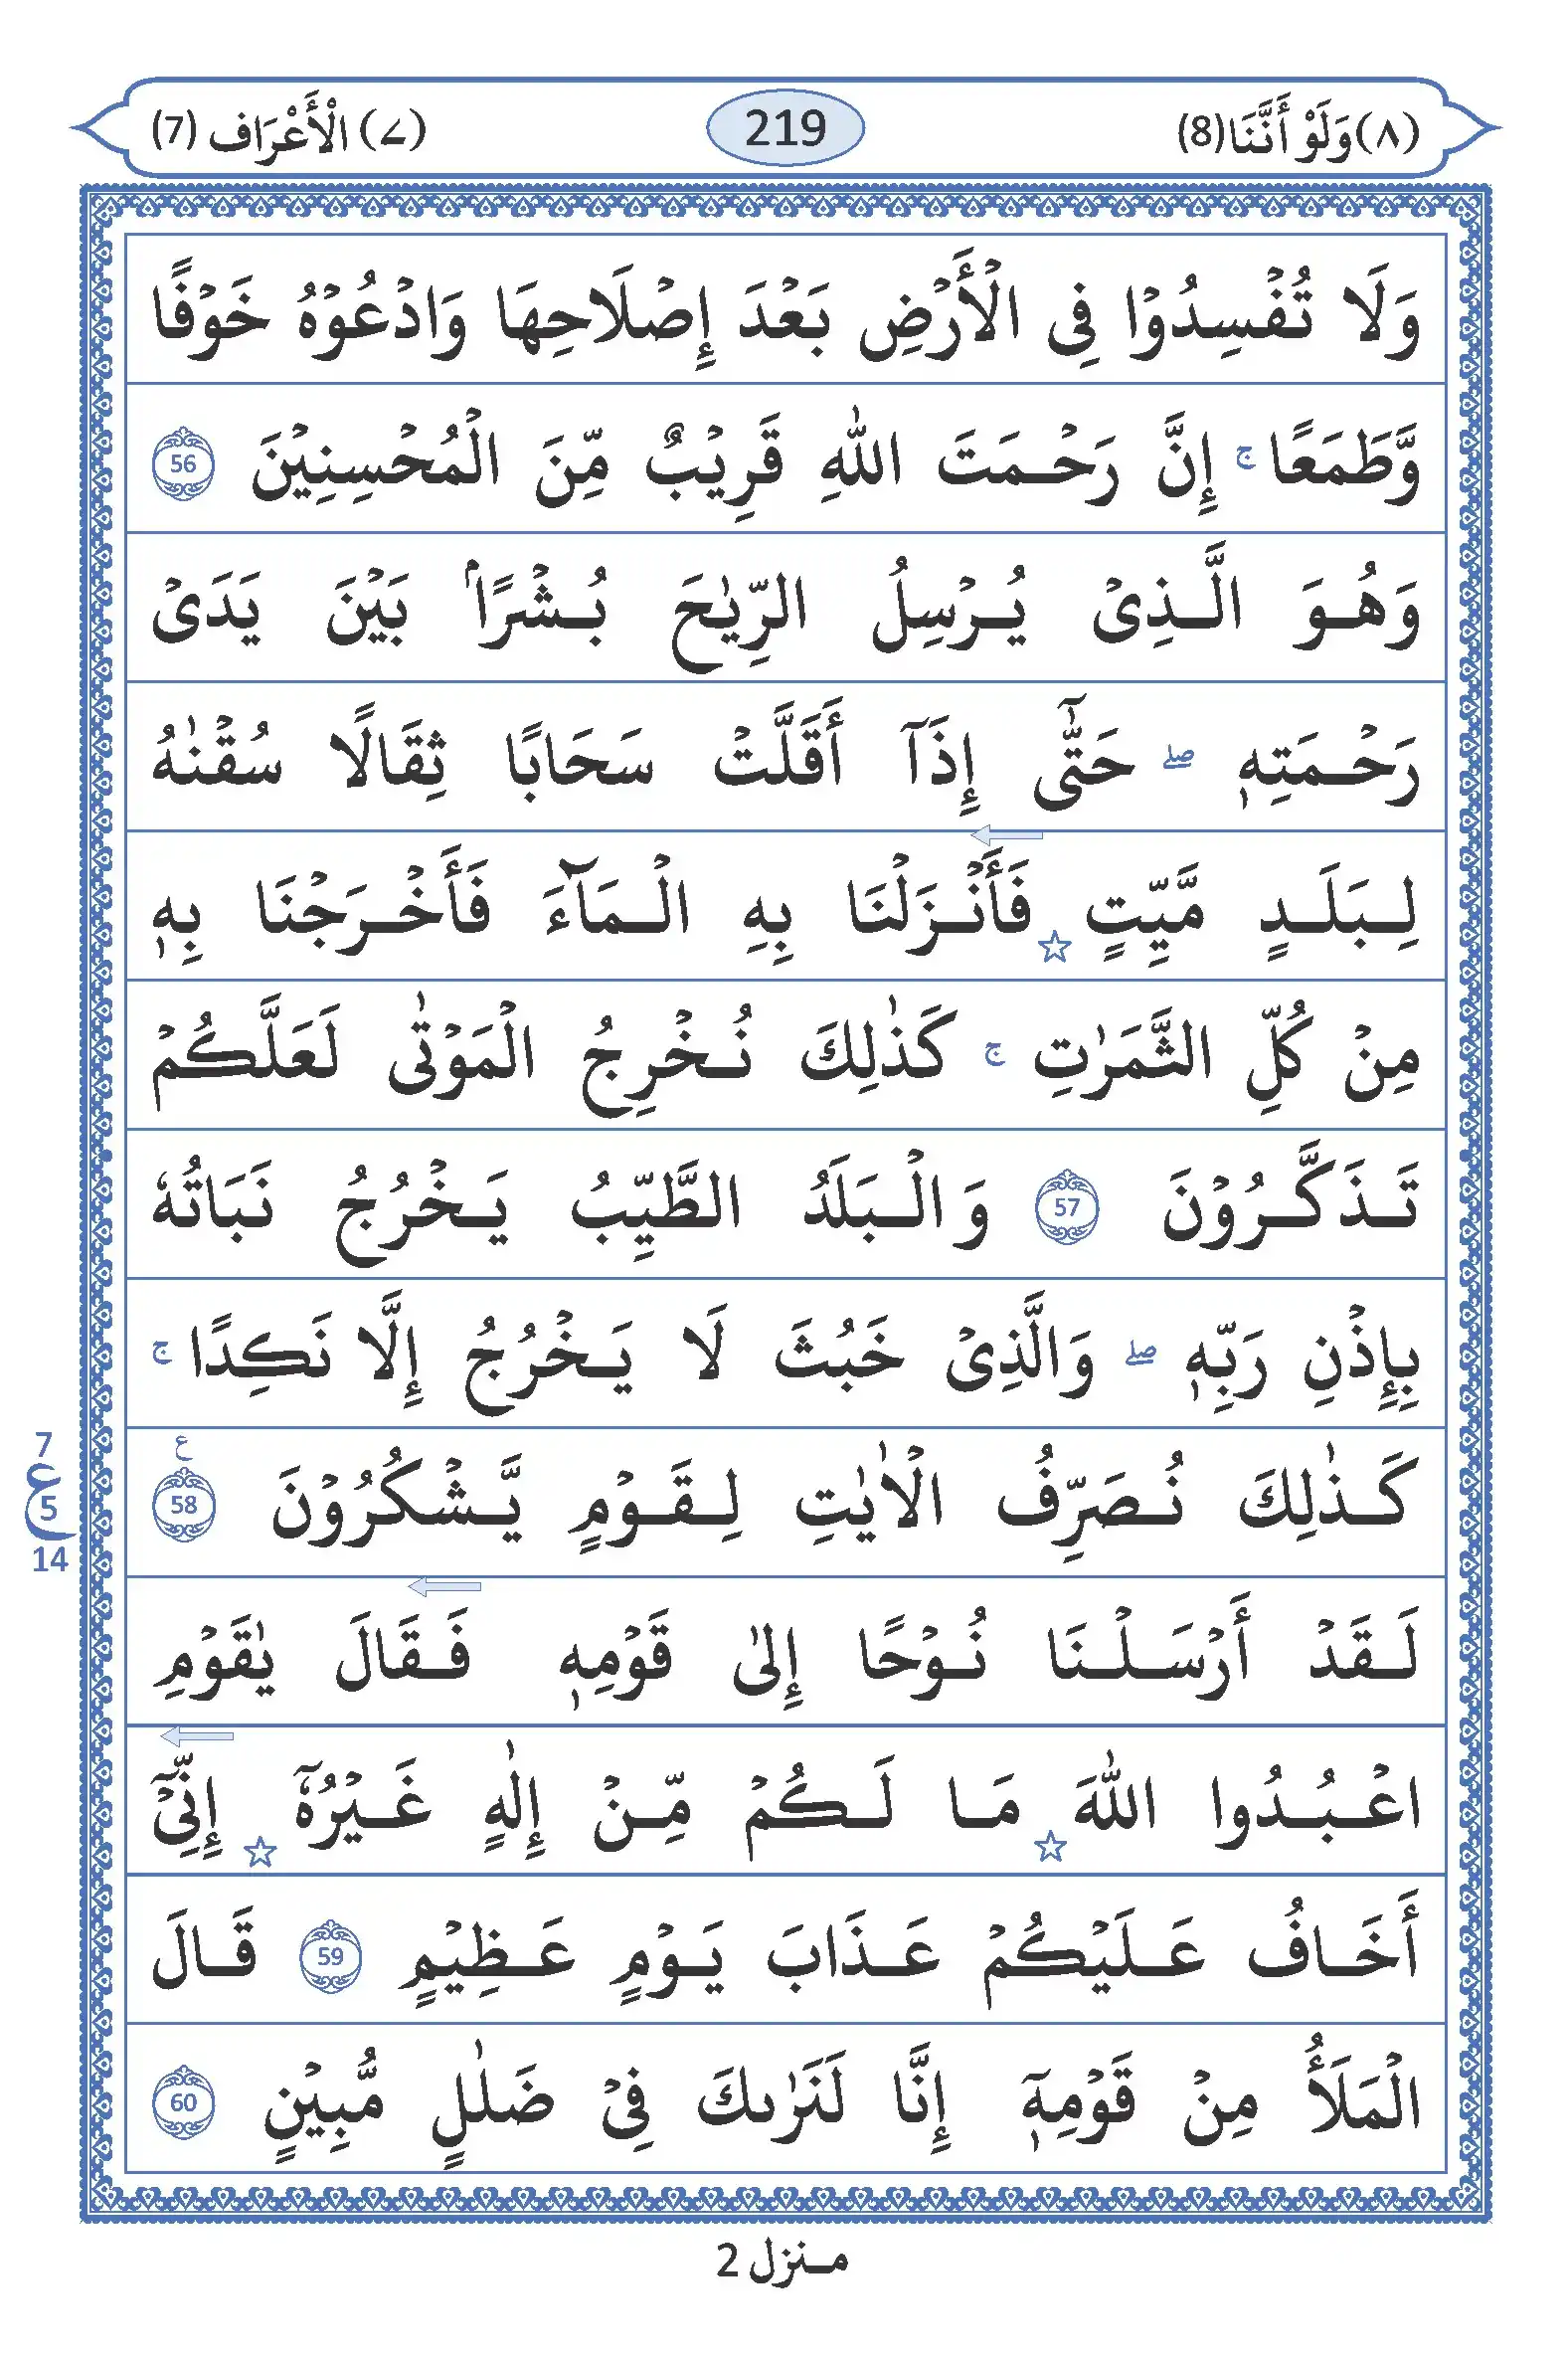 (٨) وَلَوْ أَنَّنَا (8) 219 (٧) الْأَعْرَاف (7)
وَلَا تُفْسِدُوْا فِى الْأَرْضِ بَعْدَ إِصْلَاحِهَا وَادْعُوْهُ خَوْفًا
وَّطَمَعًا ۚ إِنَّ رَحْمَتَ اللّٰهِ قَرِيْبٌ مِّنَ الْمُحْسِنِيْنَ 56
وَهُوَ الَّذِىْ يُرْسِلُ الرِّيٰحَ بُشْرًاۢ بَيْنَ يَدَىْ
رَحْمَتِهٖ ۖ حَتّٰٓى إِذَآ أَقَلَّتْ سَحَابًا ثِقَالًا سُقْنٰهُ
لِبَلَدٍ مَّيِّتٍ ☆ فَأَنْزَلْنَا بِهِ الْمَآءَ فَأَخْرَجْنَا بِهٖ
مِنْ كُلِّ الثَّمَرٰتِ ۚ كَذٰلِكَ نُخْرِجُ الْمَوْتٰى لَعَلَّكُمْ
تَذَكَّرُوْنَ 57 وَالْبَلَدُ الطَّيِّبُ يَخْرُجُ نَبَاتُهٗ
بِإِذْنِ رَبِّهٖ ۖ وَالَّذِىْ خَبُثَ لَا يَخْرُجُ إِلَّا نَكِدًا ۚ
كَذٰلِكَ نُصَرِّفُ الْاٰيٰتِ لِقَوْمٍ يَّشْكُرُوْنَ 58 ع
7
ع 5
14
لَقَدْ أَرْسَلْنَا نُوْحًا إِلىٰ قَوْمِهٖ فَقَالَ يٰقَوْمِ
اعْبُدُوا اللّٰهَ ☆ مَا لَكُمْ مِّنْ إِلٰهٍ غَيْرُهٗٓ ☆ إِنِّىْٓ
أَخَافُ عَلَيْكُمْ عَذَابَ يَوْمٍ عَظِيْمٍ 59 قَالَ
الْمَلَأُ مِنْ قَوْمِهٖٓ إِنَّا لَنَرٰىكَ فِىْ ضَلٰلٍ مُّبِيْنٍ 60
منزل 2